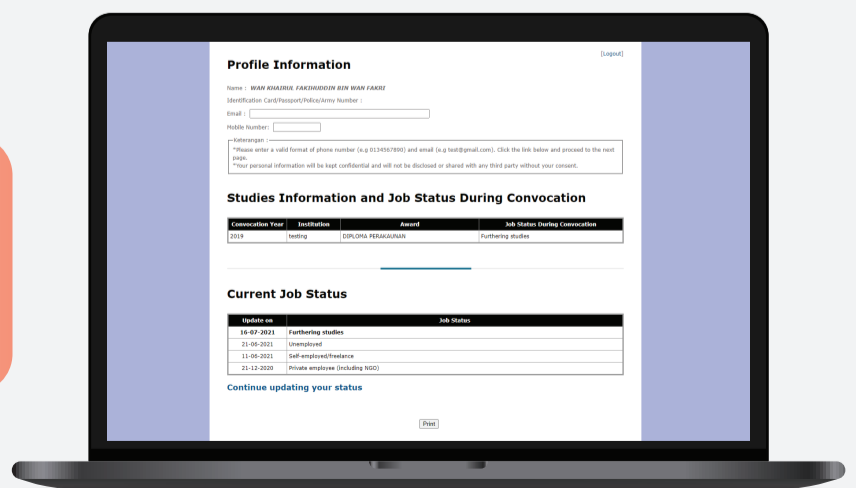 [Logout]
Profile Information
Name : WAN KHAIRUL FAKIHUDDIN BIN WAN FAKRI
Identification Card/Passport/Police/Army Number :
Email :
Mobile Number:
Keterangan :
*Please enter a valid format of phone number (e.g 0134567890) and email (e.g test@gmail.com). Click the link below and proceed to the next
page.
*Your personal information will be kept confidential and will not be disclosed or shared with any third party without your consent.
Studies Information and Job Status During Convocation
Convocation Year Institution Award Job Status During Convocation
2019 testing DIPLOMA PERAKAUNAN Furthering studies
Current Job Status
Update on Job Status
16-07-2021 Furthering studies
21-06-2021 Unemployed
11-06-2021 Self-employed/freelance
21-12-2020 Private employee (including NGO)
Continue updating your status
Print